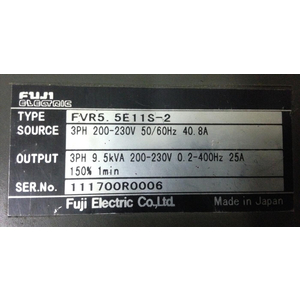 FUJI
ELECTRIC
TYPE FVR5.5E11S-2
SOURCE 3PH 200-230V 50/60Hz 40.8A
OUTPUT 3PH 9.5kVA 200-230V 0.2-400Hz 25A
150% 1min
SER.No. 111700R0006
Fuji Electric Co.,Ltd. Made in Japan